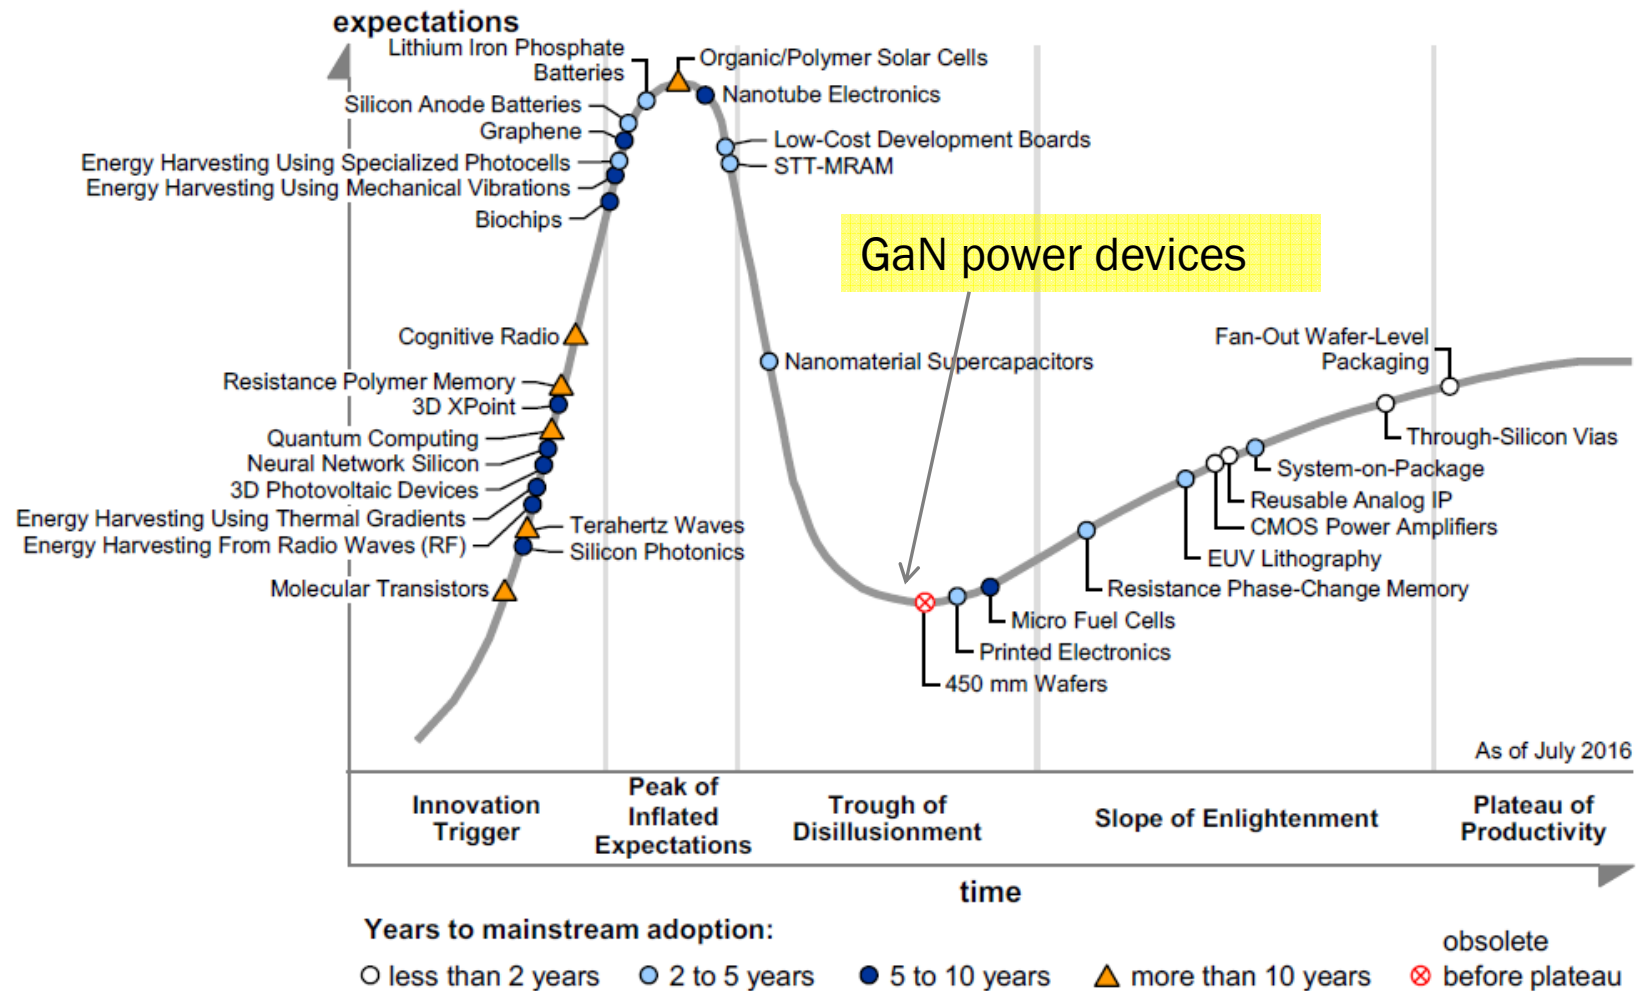 expectations
Lithium Iron Phosphate
Batteries
Organic/Polymer Solar Cells
Silicon Anode Batteries
Nanotube Electronics
Graphene
Low-Cost Development Boards
Energy Harvesting Using Specialized Photocells
STT-MRAM
Energy Harvesting Using Mechanical Vibrations
Biochips
GaN power devices
Cognitive Radio
Nanomaterial Supercapacitors
Fan-Out Wafer-Level
Packaging
Resistance Polymer Memory
3D XPoint
Quantum Computing
Through-Silicon Vias
Neural Network Silicon
System-on-Package
3D Photovoltaic Devices
Reusable Analog IP
Energy Harvesting Using Thermal Gradients
Terahertz Waves
CMOS Power Amplifiers
Energy Harvesting From Radio Waves (RF)
Silicon Photonics
EUV Lithography
Molecular Transistors
Resistance Phase-Change Memory
Micro Fuel Cells
Printed Electronics
450 mm Wafers
As of July 2016
Innovation
Trigger
Peak of
Inflated
Expectations
Trough of
Disillusionment
Slope of Enlightenment
Plateau of
Productivity
time
Years to mainstream adoption:
less than 2 years
2 to 5 years
5 to 10 years
more than 10 years
obsolete
before plateau